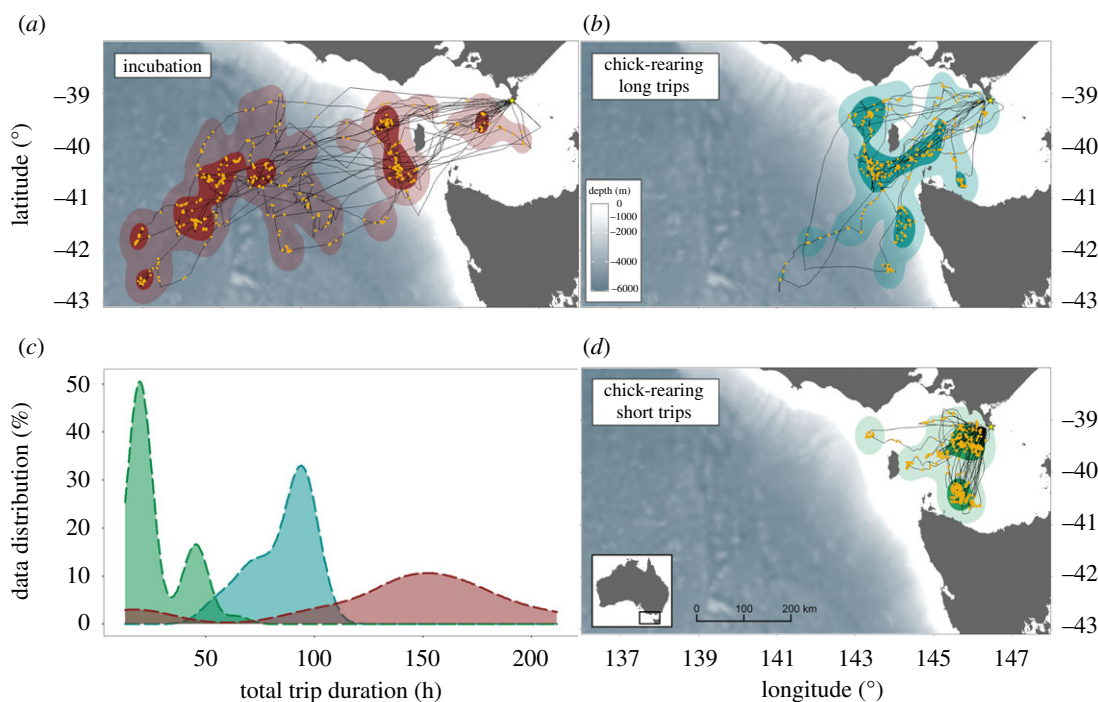 (a)
(b)
incubation
chick-rearing
long trips
–39
–40
–41
–42
–43
latitude (°)
depth (m)
0
–1000
–2000
–4000
–6000
–39
–40
–41
–42
–43
(c)
(d)
50
40
30
20
10
0
data distribution (%)
50
100
150
200
total trip duration (h)
chick-rearing
short trips
–39
–40
–41
–42
–43
0
100
200 km
137
139
141
143
145
147
longitude (°)